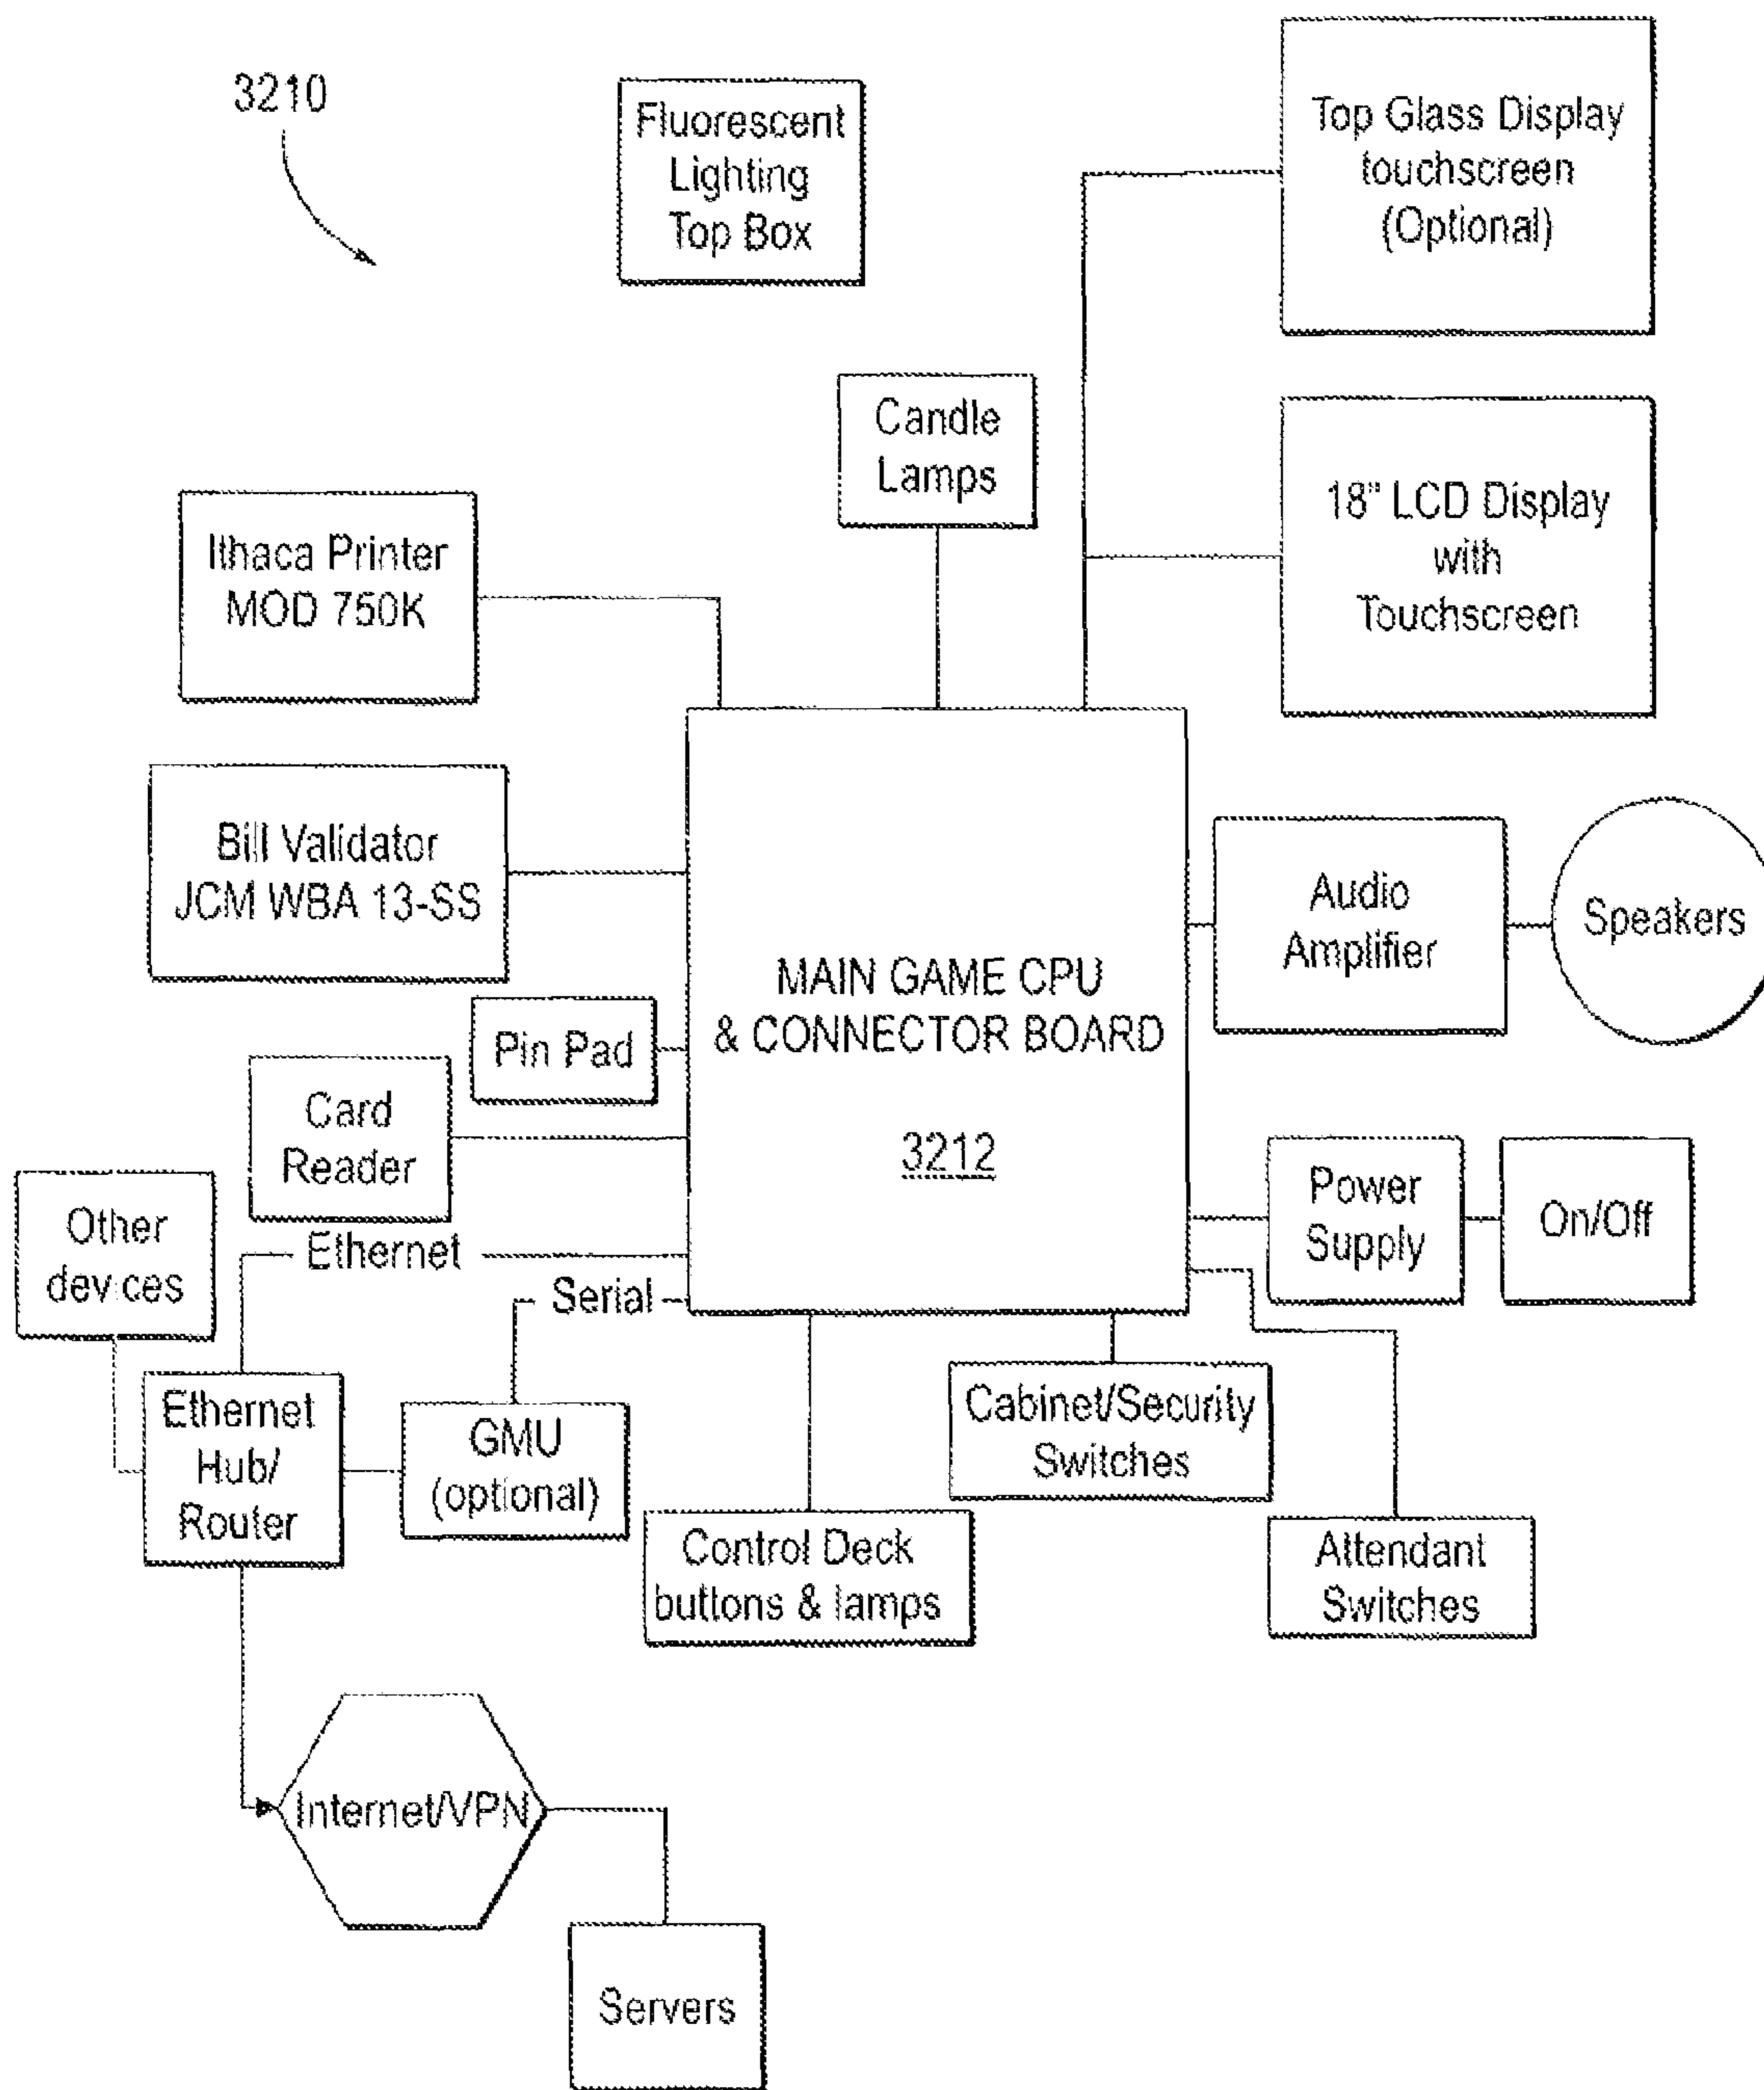 3210
Fluorescent
Lighting
Top Box
Top Glass Display
touchscreen
(Optional)
Candle
Lamps
18" LCD Display
with
Touchscreen
Ithaca Printer
MOD 750K
Bill Validator
JCM WBA 13-SS
Audio
Amplifier
Speakers
MAIN GAME CPU
& CONNECTOR BOARD
3212
Pin Pad
Card
Reader
Power
Supply
On/Off
Other
devices
Ethernet
Serial
Ethernet
Hub/
Router
GMU
(optional)
Cabinet/Security
Switches
Control Deck
buttons & lamps
Attendant
Switches
Internet/VPN
Servers